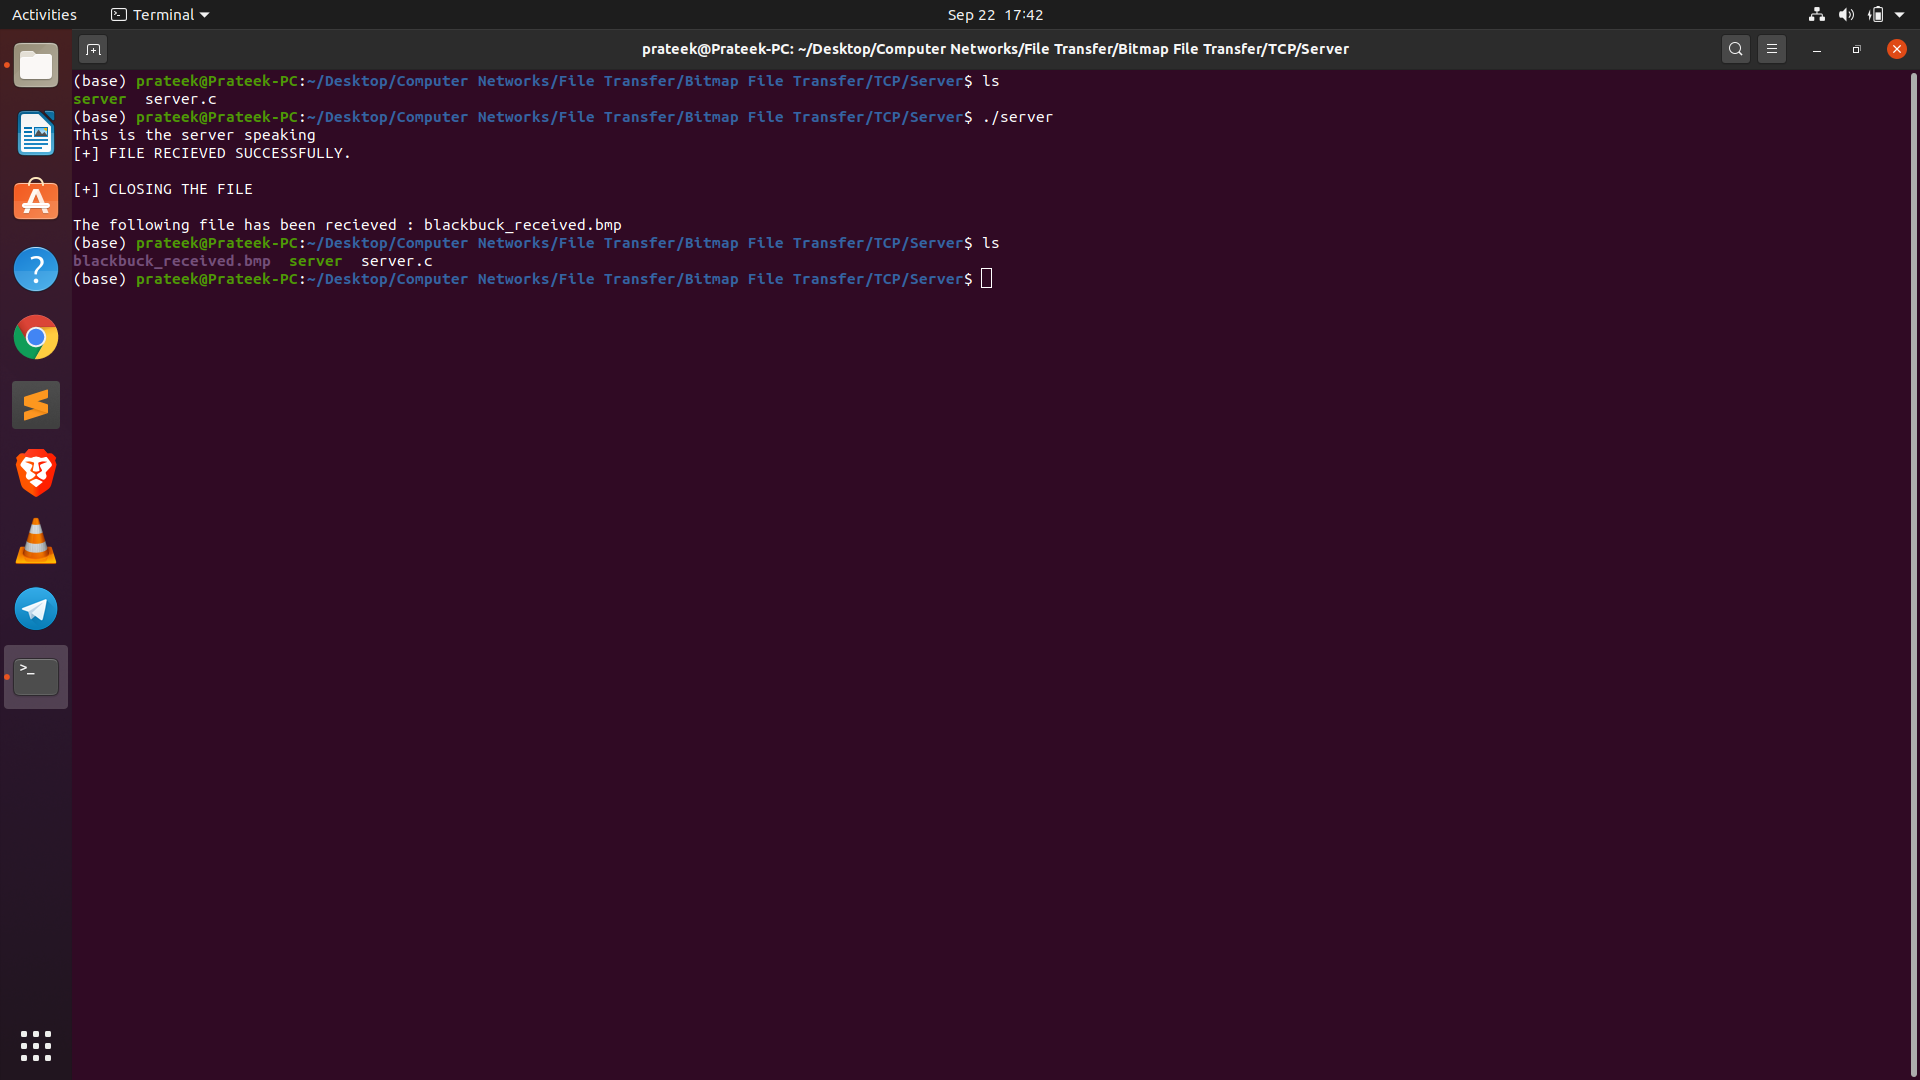 Activities Terminal Sep 22 17:42
prateek@Prateek-PC: ~/Desktop/Computer Networks/File Transfer/Bitmap File Transfer/TCP/Server
(base) prateek@Prateek-PC:~/Desktop/Computer Networks/File Transfer/Bitmap File Transfer/TCP/Server$ ls
server  server.c
(base) prateek@Prateek-PC:~/Desktop/Computer Networks/File Transfer/Bitmap File Transfer/TCP/Server$ ./server
This is the server speaking
[+] FILE RECIEVED SUCCESSFULLY.
[+] CLOSING THE FILE
The following file has been recieved : blackbuck_received.bmp
(base) prateek@Prateek-PC:~/Desktop/Computer Networks/File Transfer/Bitmap File Transfer/TCP/Server$ ls
blackbuck_received.bmp  server  server.c
(base) prateek@Prateek-PC:~/Desktop/Computer Networks/File Transfer/Bitmap File Transfer/TCP/Server$